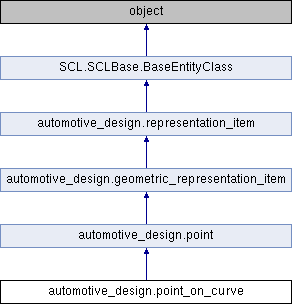 object
SCL.SCLBase.BaseEntityClass
automotive_design.representation_item
automotive_design.geometric_representation_item
automotive_design.point
automotive_design.point_on_curve